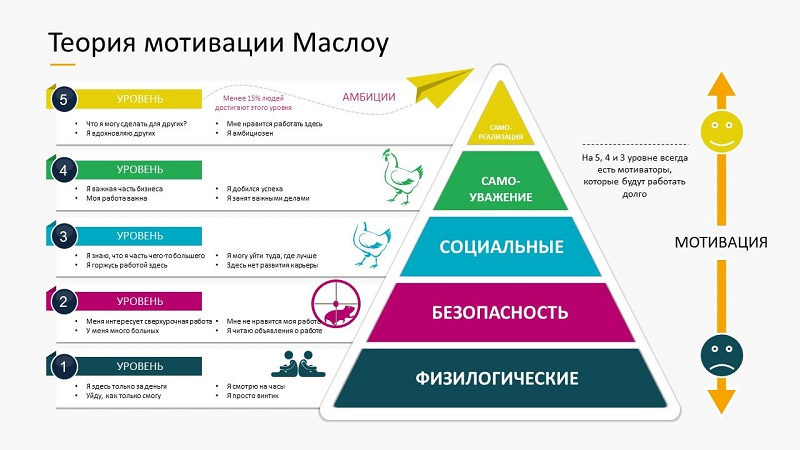 Теория мотивации Маслоу
5
УРОВЕНЬ
Менее 15% людей
достигают этого уровня
АМБИЦИИ
• Что я могу сделать для других?
• Я вдохновляю других
• Мне нравится работать здесь
• Я амбициозен
4
УРОВЕНЬ
• Я важная часть бизнеса
• Моя работа важна
• Я добился успеха
• Я занят важными делами
3
УРОВЕНЬ
• Я знаю, что я часть чего-то большего
• Я горжусь работой здесь
• Я могу уйти туда, где лучше
• Здесь нет развития карьеры
2
УРОВЕНЬ
• Меня интересует сверхурочная работа
• У меня много больных
• Мне не нравится моя работа
• Я читаю объявления о работе
1
УРОВЕНЬ
• Я здесь только за деньги
• Уйду, как только смогу
• Я смотрю на часы
• Я просто винтик
САМО-
РЕАЛИЗАЦИЯ
САМО-
УВАЖЕНИЕ
СОЦИАЛЬНЫЕ
БЕЗОПАСНОСТЬ
ФИЗИЛОГИЧЕСКИЕ
На 5, 4 и 3 уровне всегда
есть мотиваторы,
которые будут работать
долго
МОТИВАЦИЯ